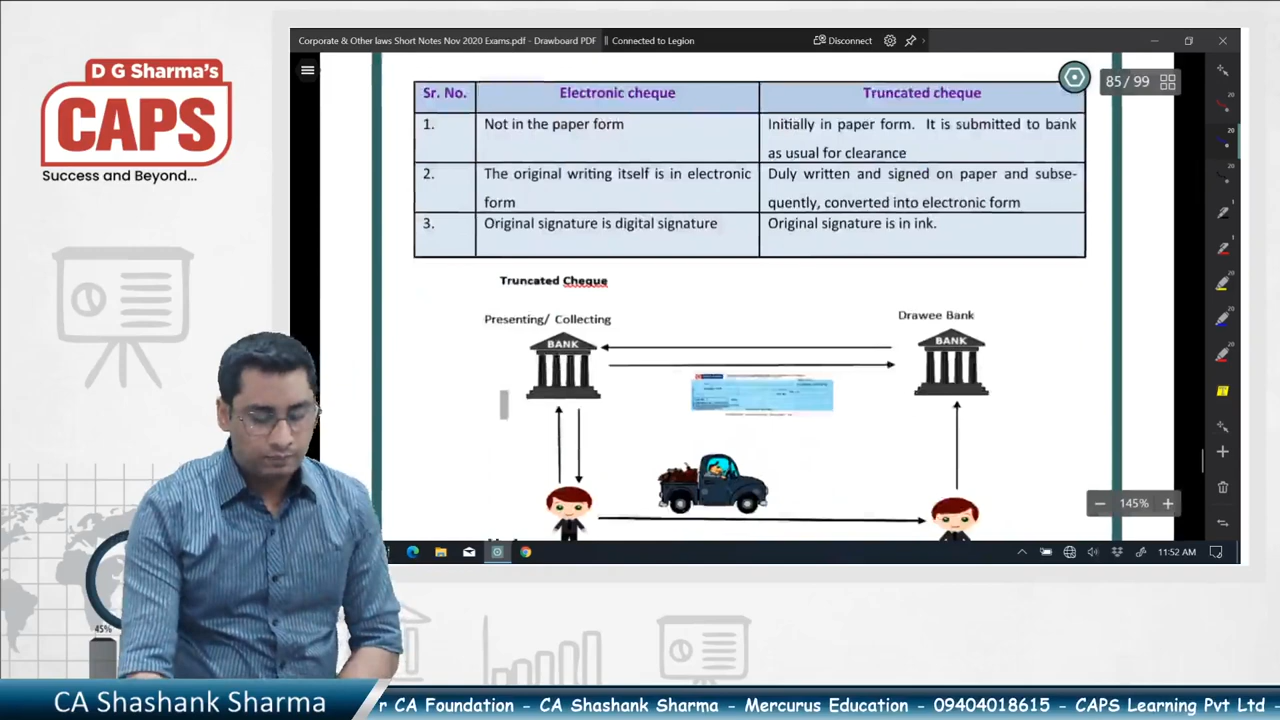 D G Sharma's
CAPS
Success and Beyond...
Corporate & Other laws Short Notes Nov 2020 Exams.pdf - Drawboard PDF
Connected to Legion
Disconnect
85 / 99
Sr. No. Electronic cheque Truncated cheque
1. Not in the paper form Initially in paper form. It is submitted to bank
as usual for clearance
2. The original writing itself is in electronic Duly written and signed on paper and subse-
form quently, converted into electronic form
3. Original signature is digital signature Original signature is in ink.
Truncated Cheque
Presenting/ Collecting
Drawee Bank
BANK
BANK
145%
11:52 AM
45%
CA Shashank Sharma
r CA Foundation - CA Shashank Sharma - Mercurus Education - 09404018615 - CAPS Learning Pvt Ltd -